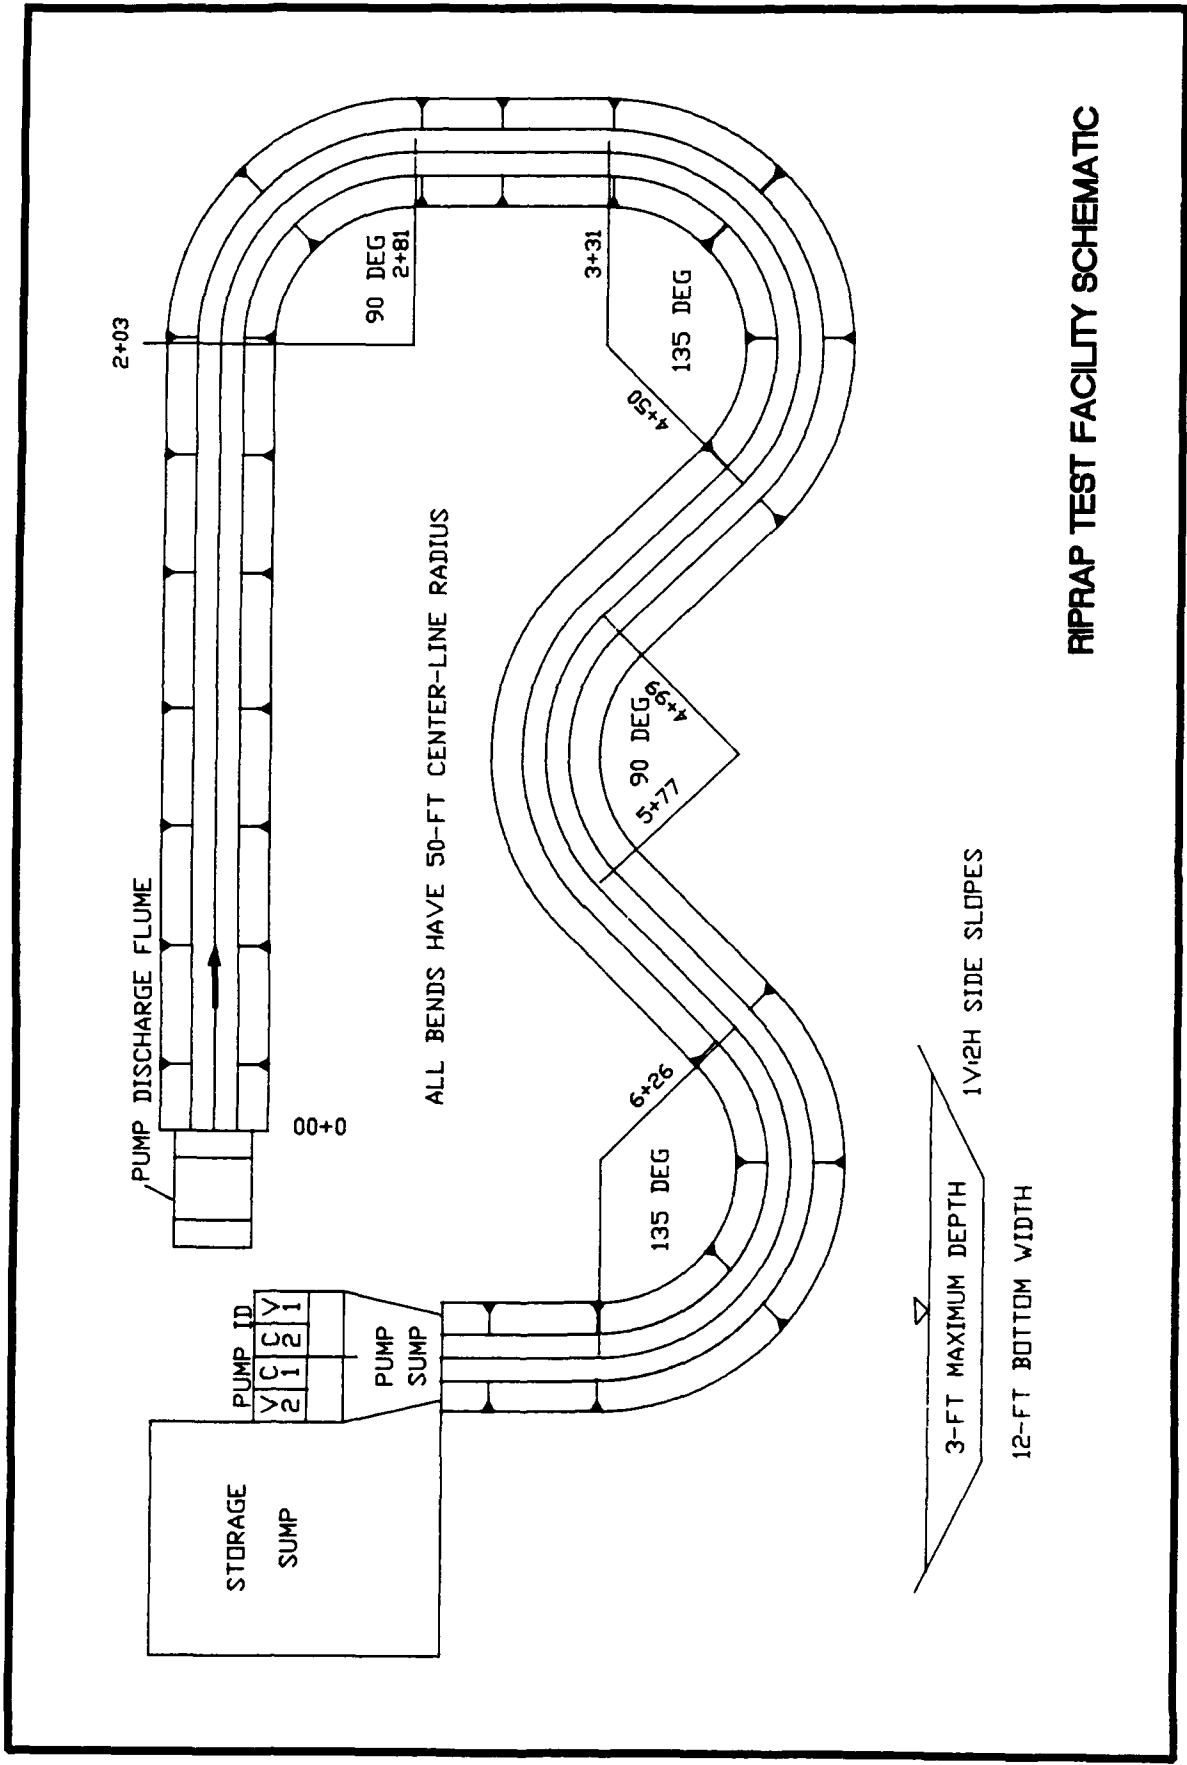 PUMP DISCHARGE FLUME
2+03
90 DEG
2+81
00+0
PUMP ID
V C C V
2 1 2 1
STORAGE
SUMP
PUMP
SUMP
ALL BENDS HAVE 50-FT CENTER-LINE RADIUS
3+31
135 DEG
4+50
4+99
90 DEG
5+77
6+26
135 DEG
3-FT MAXIMUM DEPTH
1V:2H SIDE SLOPES
12-FT BOTTOM WIDTH
RIPRAP TEST FACILITY SCHEMATIC